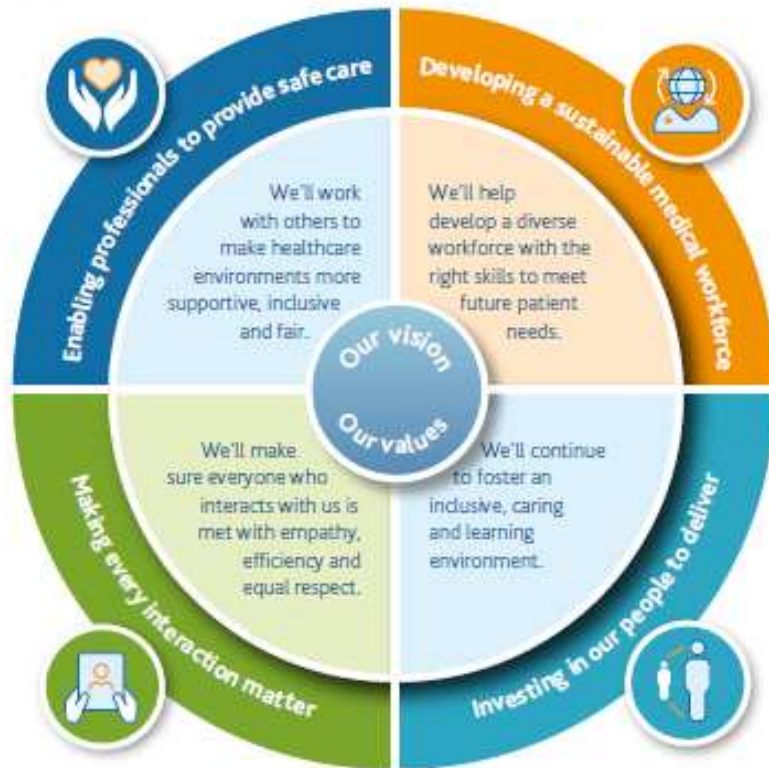 Enabling professionals to provide safe care
We'll work
with others to
make healthcare
environments more
supportive, inclusive
and fair.
Developing a sustainable medical workforce
We'll help
develop a diverse
workforce with the
right skills to meet
future patient
needs.
Our vision
Our values
Making every interaction matter
We'll make
sure everyone who
interacts with us is
met with empathy,
efficiency and
equal respect.
Investing in our people to deliver
We'll continue
to foster an
inclusive, caring
and learning
environment.